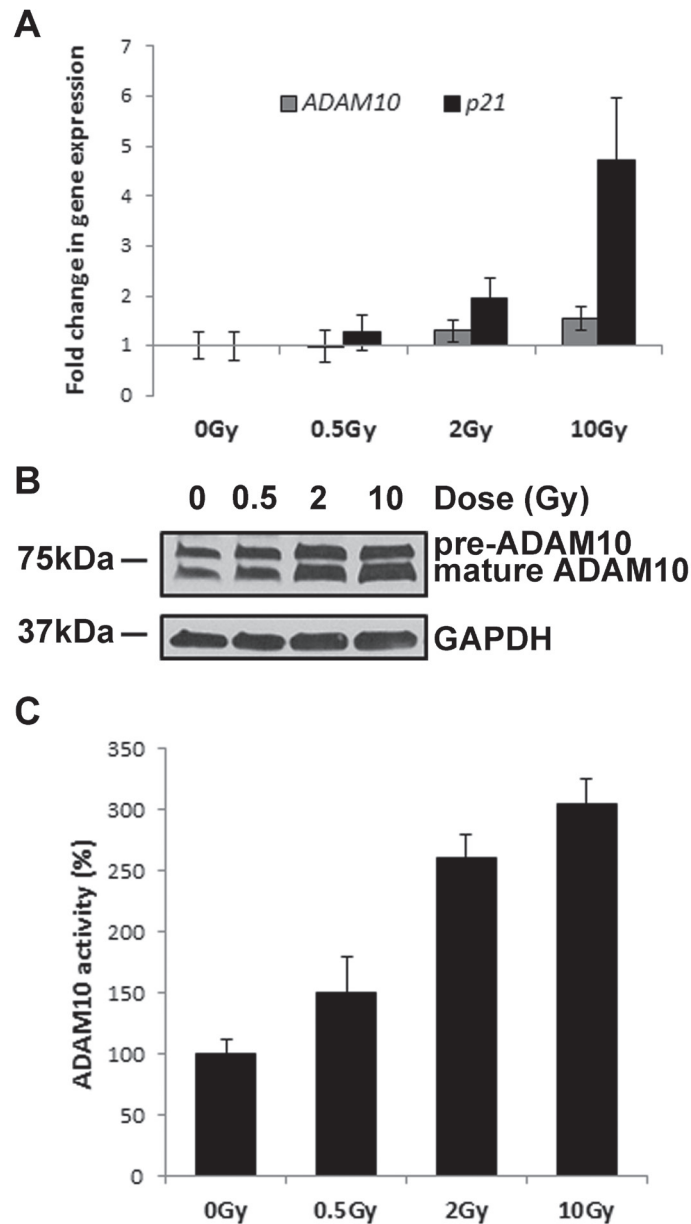 A
Fold change in gene expression
7
6
5
4
3
2
1
0
ADAM10 p21
0Gy 0.5Gy 2Gy 10Gy
B
0 0.5 2 10 Dose (Gy)
75kDa
pre-ADAM10
mature ADAM10
37kDa
GAPDH
C
ADAM10 activity (%)
350
300
250
200
150
100
50
0
0Gy 0.5Gy 2Gy 10Gy